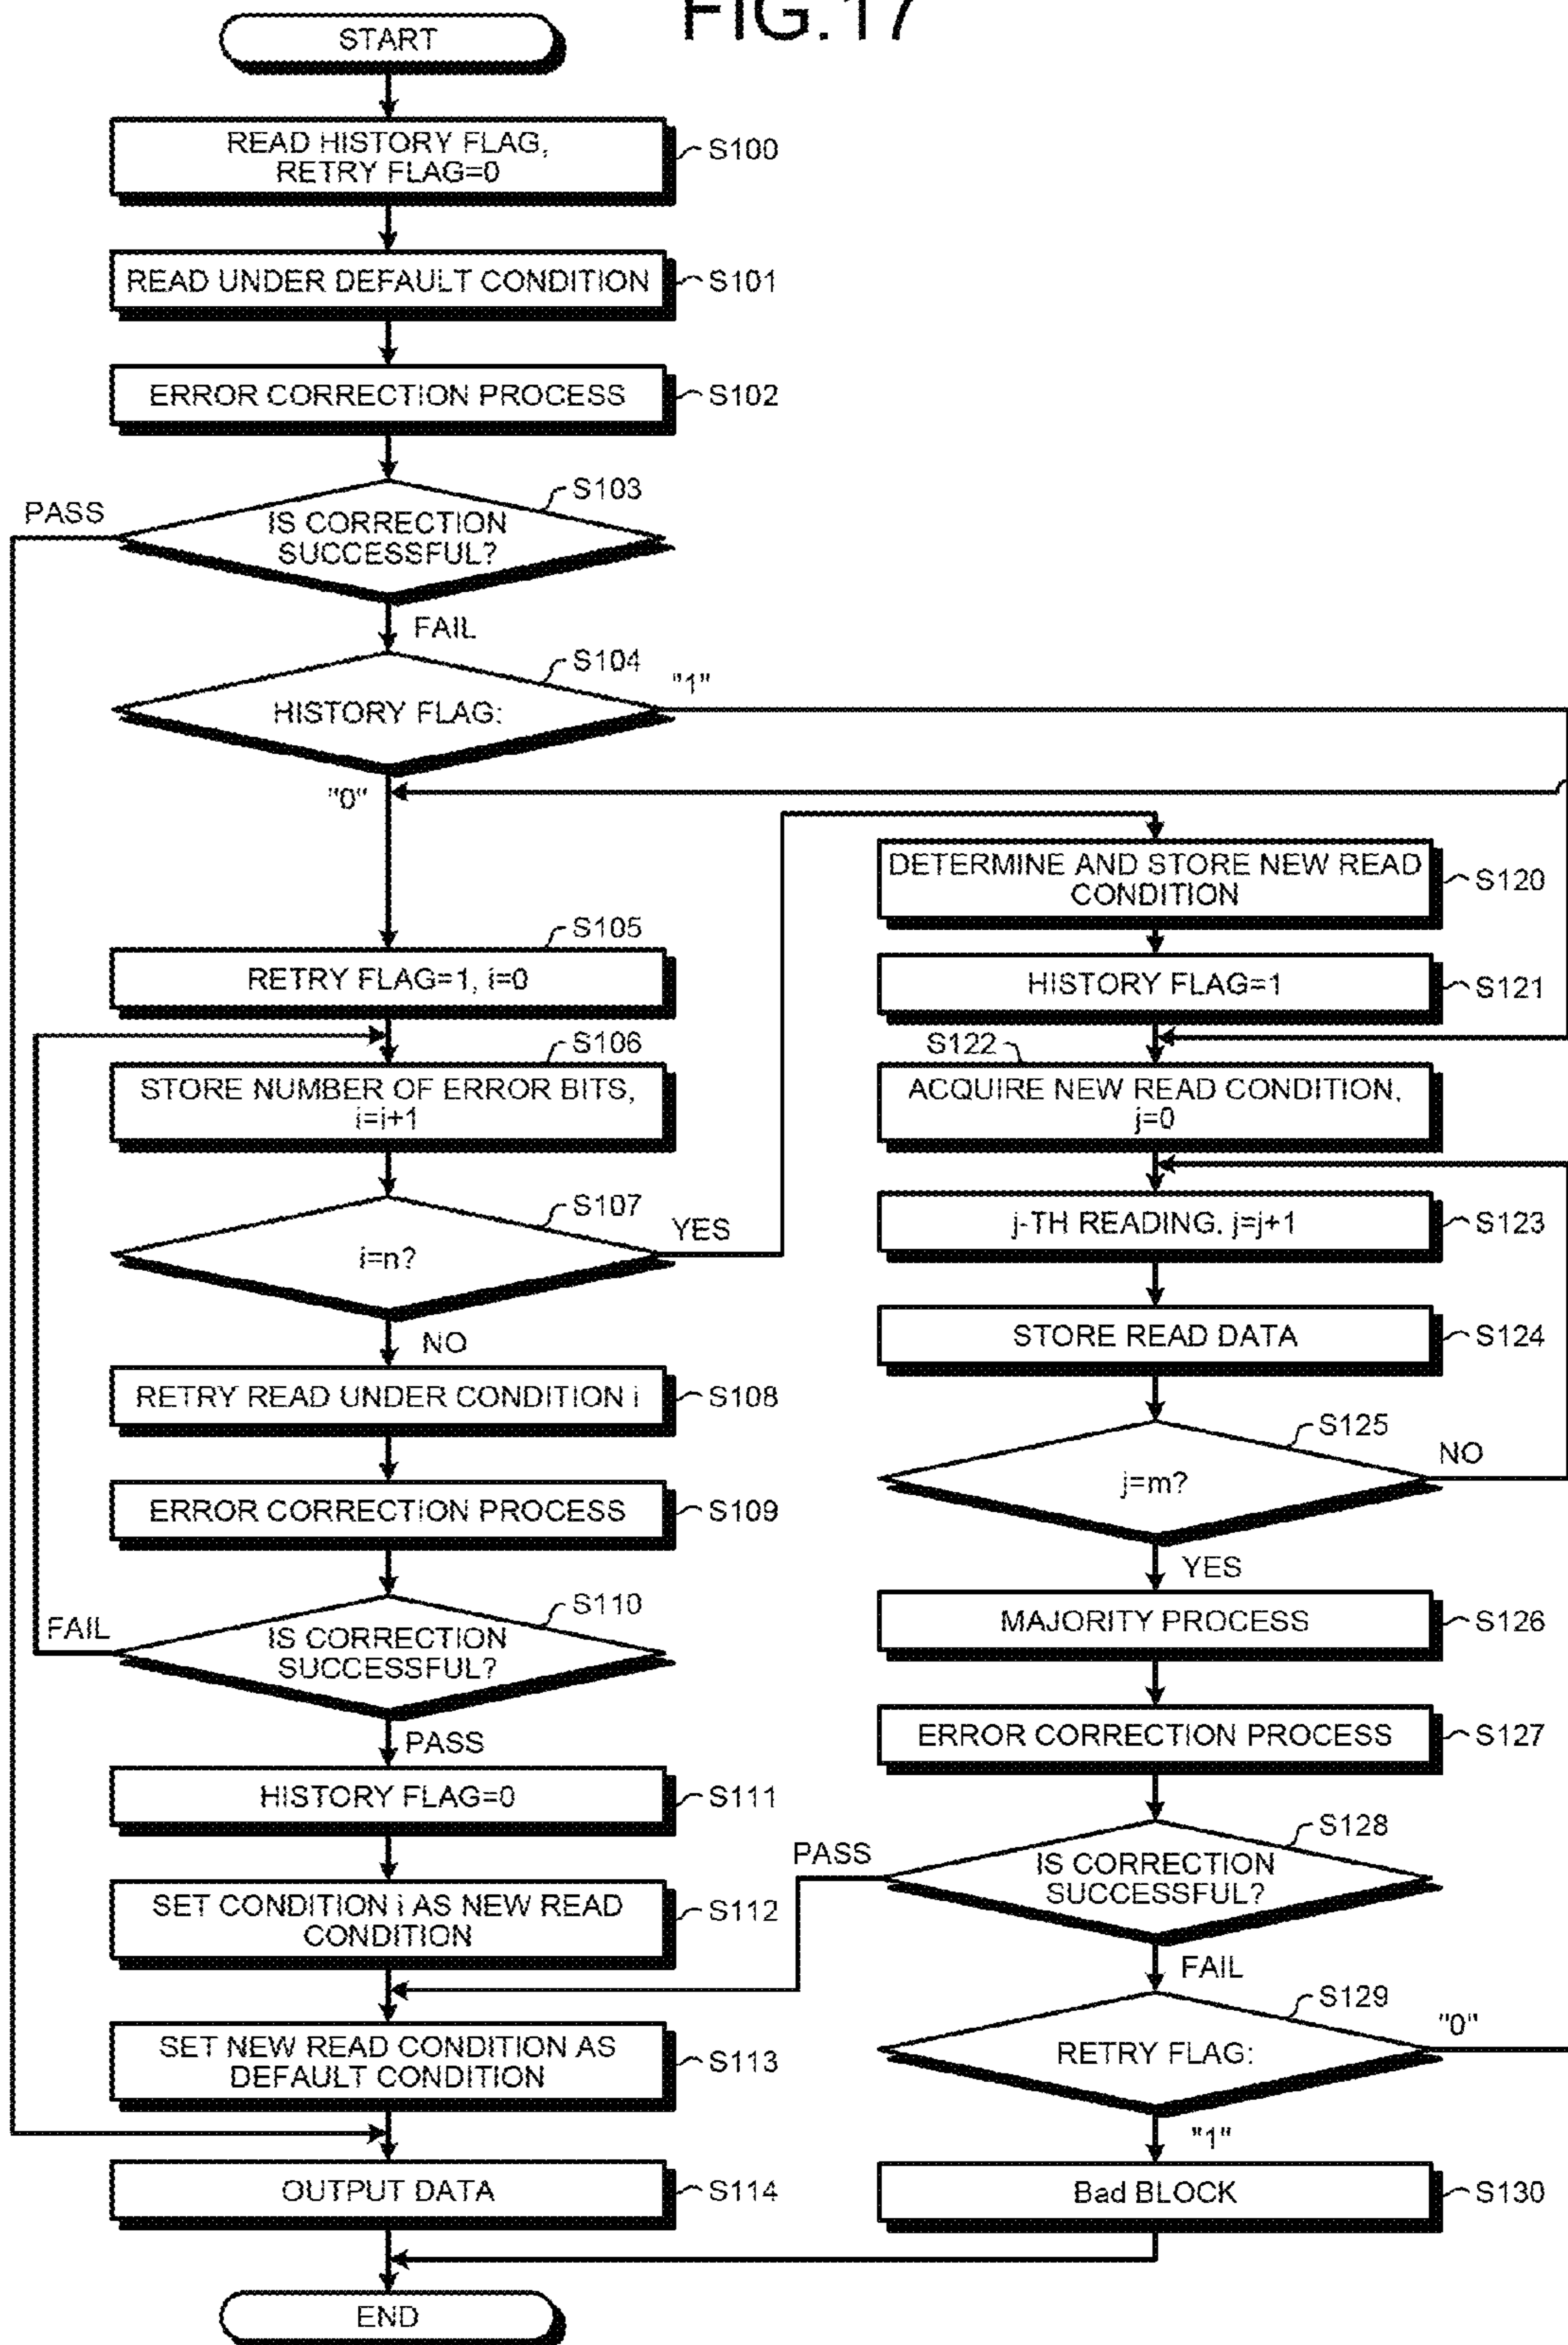 FIG.17
START
READ HISTORY FLAG,
RETRY FLAG=0
S100
READ UNDER DEFAULT CONDITION
S101
ERROR CORRECTION PROCESS
S102
S103
PASS
IS CORRECTION
SUCCESSFUL?
FAIL
S104
"1"
HISTORY FLAG:
"0"
S105
RETRY FLAG=1, i=0
S106
STORE NUMBER OF ERROR BITS,
i=i+1
S107
YES
i=n?
NO
RETRY READ UNDER CONDITION i
S108
ERROR CORRECTION PROCESS
S109
S110
FAIL
IS CORRECTION
SUCCESSFUL?
PASS
HISTORY FLAG=0
S111
SET CONDITION i AS NEW READ
CONDITION
S112
SET NEW READ CONDITION AS
DEFAULT CONDITION
S113
OUTPUT DATA
S114
END
DETERMINE AND STORE NEW READ
CONDITION
S120
HISTORY FLAG=1
S121
S122
ACQUIRE NEW READ CONDITION,
j=0
j-TH READING, j=j+1
S123
STORE READ DATA
S124
S125
NO
j=m?
YES
MAJORITY PROCESS
S126
ERROR CORRECTION PROCESS
S127
S128
PASS
IS CORRECTION
SUCCESSFUL?
FAIL
S129
"0"
RETRY FLAG:
"1"
Bad BLOCK
S130